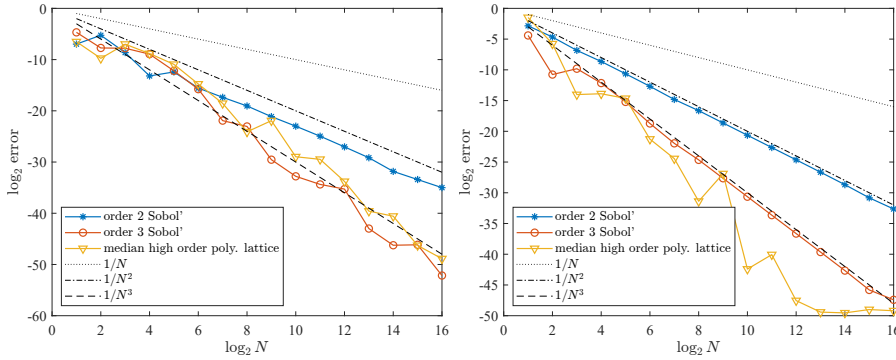 0
-10
-20
-30
-40
-50
-60
log₂ error
0 2 4 6 8 10 12 14 16
log₂ N
order 2 Sobol'
order 3 Sobol'
median high order poly. lattice
1/N
1/N²
1/N³
0
-5
-10
-15
-20
-25
-30
-35
-40
-45
-50
log₂ error
0 2 4 6 8 10 12 14 16
log₂ N
order 2 Sobol'
order 3 Sobol'
median high order poly. lattice
1/N
1/N²
1/N³